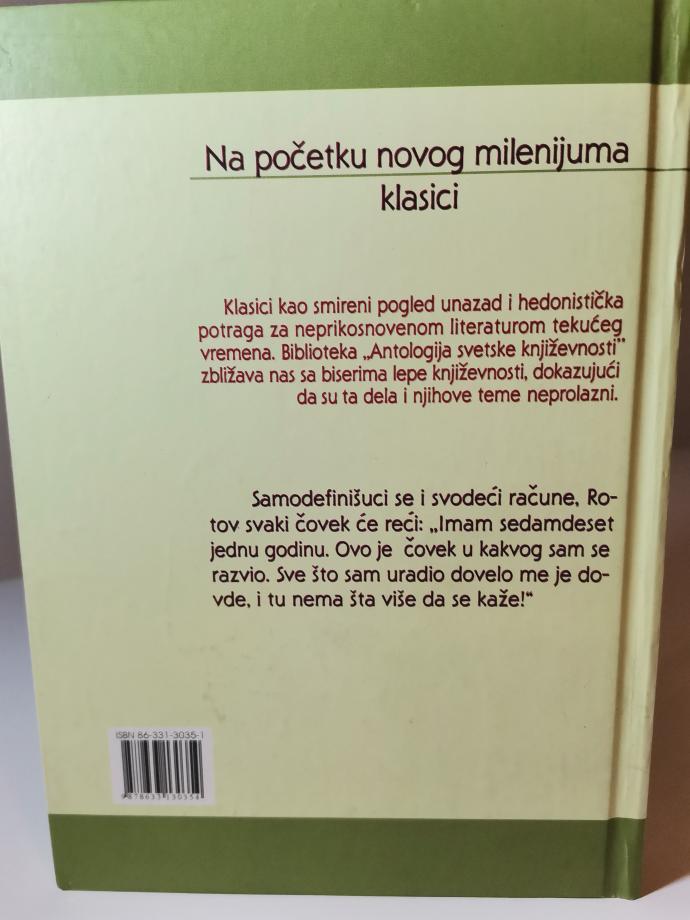 Na početku novog milenijuma
klasici
Klasici kao smireni pogled unazad i hedonistička
potraga za neprikosnovenom literaturom tekućeg
vremena. Biblioteka „Antologija svetske književnosti”
zbližava nas sa biserima lepe književnosti, dokazujući
da su ta dela i njihove teme neprolazni.
Samodefinišuci se i svodeći račune, Ro-
tov svaki čovek će reći: „Imam sedamdeset
jednu godinu. Ovo je čovek u kakvog sam se
razvio. Sve što sam uradio dovelo me je do-
vde, i tu nema šta više da se kaže!“
ISBN 86-331-3035-1
9788633130354